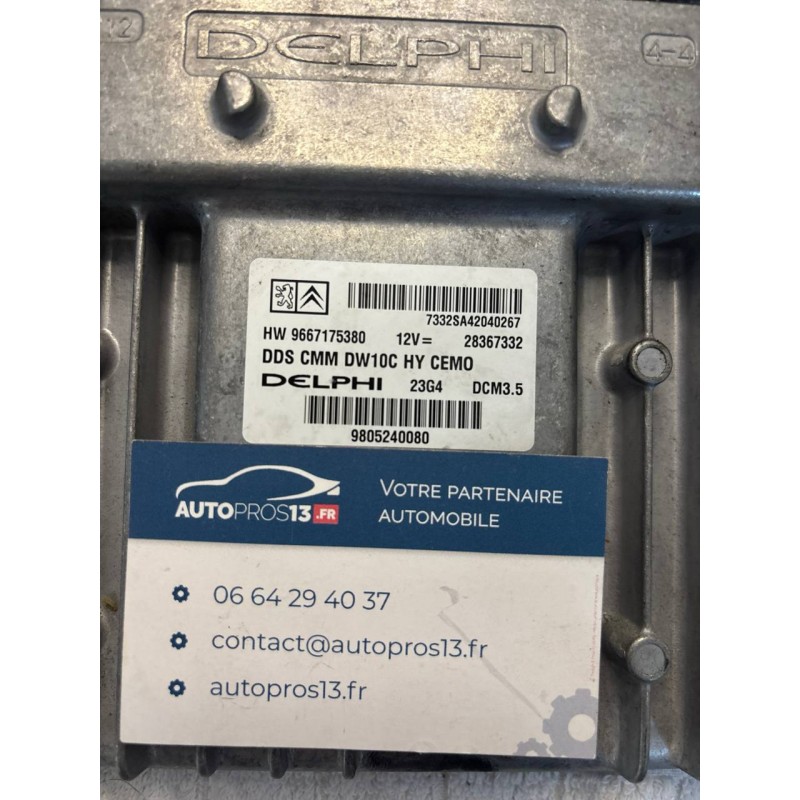 DELPHI
4-4
7332SA42040267
HW 9667175380 12V= 28367332
DDS CMM DW10C HY CEMO
DELPHI 23G4 DCM3.5
9805240080
AUTOPROS13.FR
VOTRE PARTENAIRE
AUTOMOBILE
06 64 29 40 37
contact@autopros13.fr
autopros13.fr